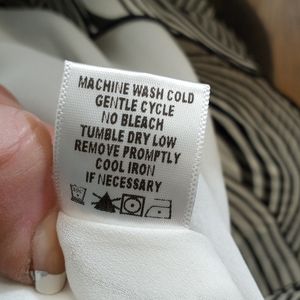 MACHINE WASH COLD
GENTLE CYCLE
NO BLEACH
TUMBLE DRY LOW
REMOVE PROMPTLY
COOL IRON
IF NECESSARY